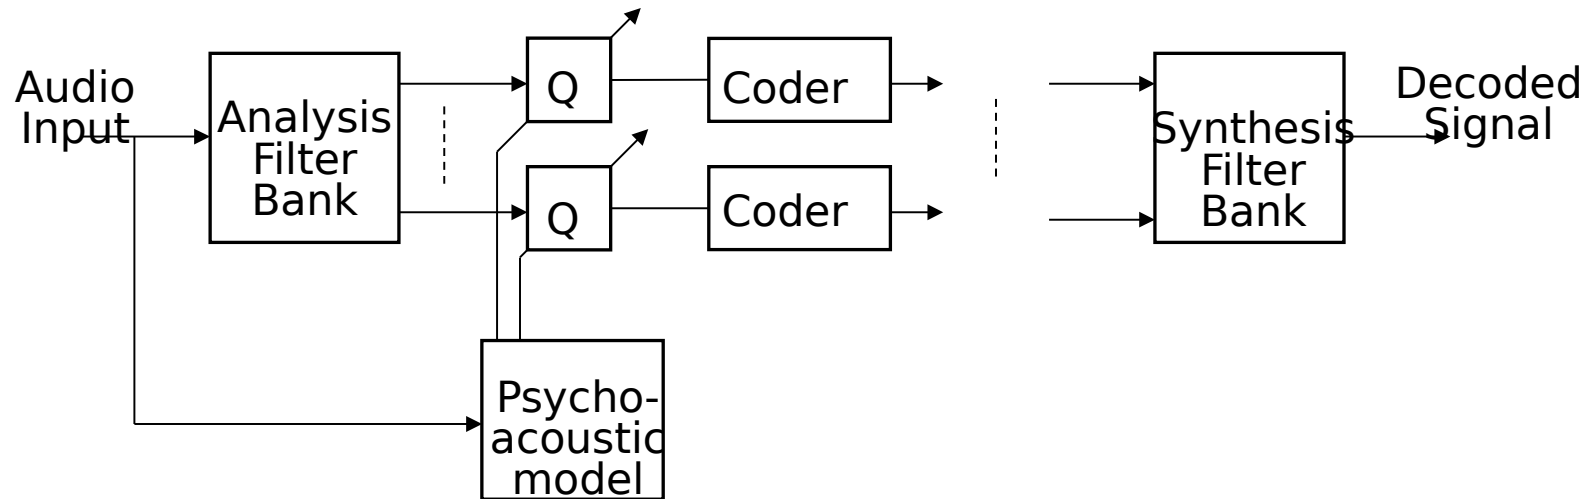 Audio
Input
Analysis
Filter
Bank
Q
Coder
Q
Coder
Psycho-
acoustic
model
Synthesis
Filter
Bank
Decoded
Signal